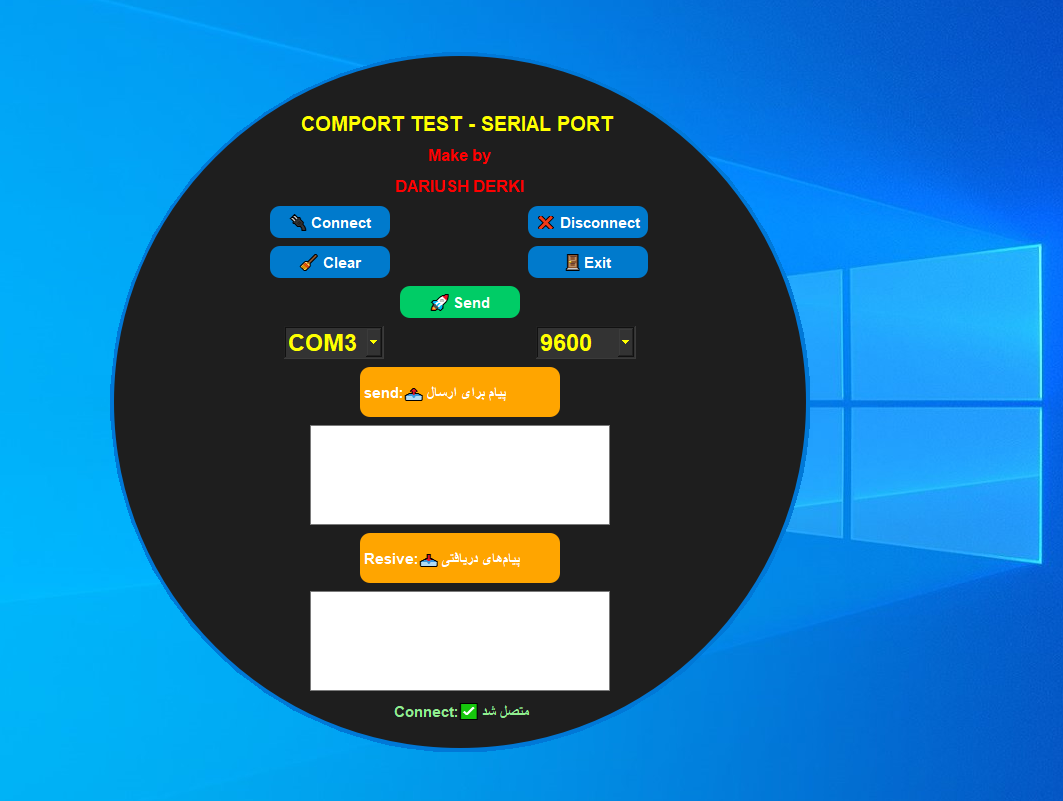 COMPORT TEST - SERIAL PORT
Make by
DARIUSH DERKI
Connect
Disconnect
Clear
Exit
Send
COM3
9600
send:📤 پیام برای ارسال
Resive:📥 پیام‌های دریافتی
Connect:✅ متصل شد